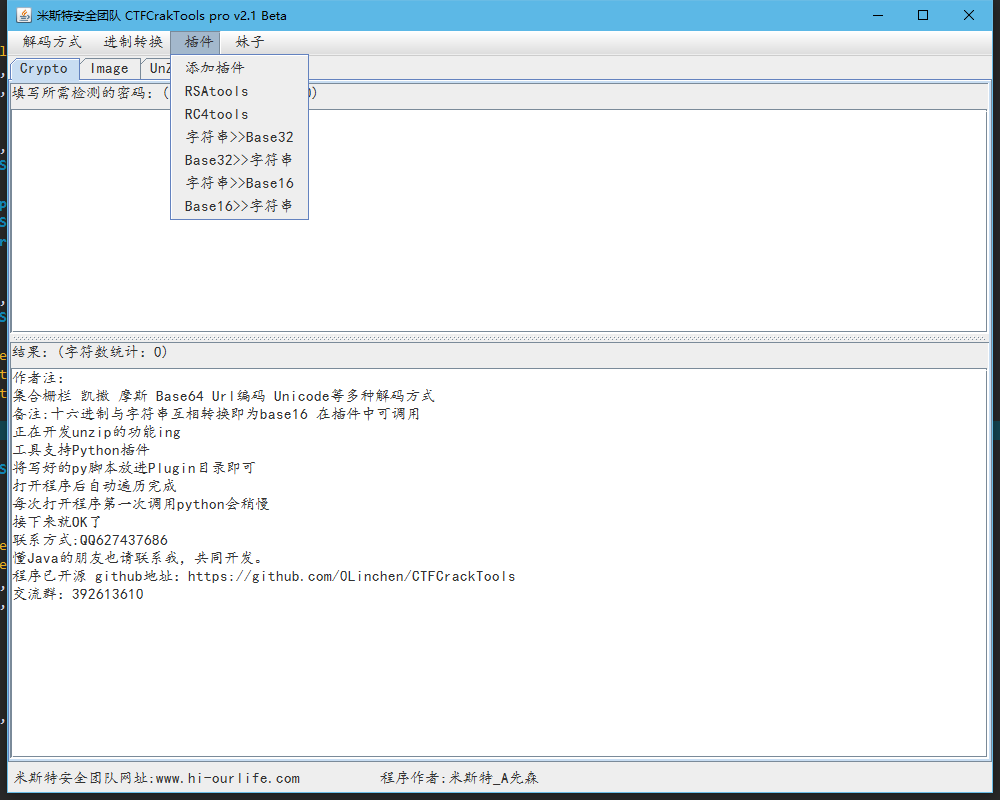 米斯特安全团队 CTFCrakTools pro v2.1 Beta
解码方式 进制转换 插件 妹子
Crypto Image UnZ
添加插件
RSAtools
RC4tools
字符串>>Base32
Base32>>字符串
字符串>>Base16
Base16>>字符串
填写所需检测的密码：(
结果：(字符数统计：0)
作者注：
集合栅栏 凯撒 摩斯 Base64 Url编码 Unicode等多种解码方式
备注:十六进制与字符串互相转换即为base16 在插件中可调用
正在开发unzip的功能ing
工具支持Python插件
将写好的py脚本放进Plugin目录即可
打开程序后自动遍历完成
每次打开程序第一次调用python会稍慢
接下来就OK了
联系方式;QQ627437686
懂Java的朋友也请联系我，共同开发。
程序已开源 github地址：https://github.com/0Linchen/CTFCrackTools
交流群：392613610
米斯特安全团队网址:www.hi-ourlife.com 程序作者:米斯特_A先森